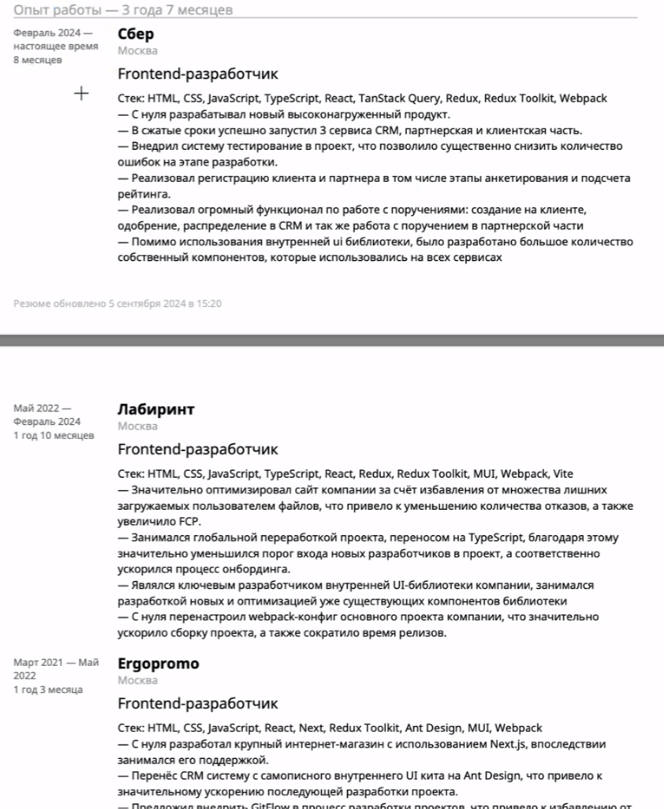 Опыт работы — 3 года 7 месяцев
Февраль 2024 —
настоящее время
8 месяцев
Сбер
Москва
Frontend-разработчик
Стек: HTML, CSS, JavaScript, TypeScript, React, TanStack Query, Redux, Redux Toolkit, Webpack
— С нуля разрабатывал новый высоконагруженный продукт.
— В сжатые сроки успешно запустил 3 сервиса CRM, партнерская и клиентская часть.
— Внедрил систему тестирование в проект, что позволило существенно снизить количество
ошибок на этапе разработки.
— Реализовал регистрацию клиента и партнера в том числе этапы анкетирования и подсчета
рейтинга.
— Реализовал огромный функционал по работе с поручениями: создание на клиенте,
одобрение, распределение в CRM и так же работа с поручением в партнерской части
— Помимо использования внутренней ui библиотеки, было разработано большое количество
собственный компонентов, которые использовались на всех сервисах
Резюме обновлено 5 сентября 2024 в 15:20
Май 2022 —
Февраль 2024
1 год 10 месяцев
Лабиринт
Москва
Frontend-разработчик
Стек: HTML, CSS, JavaScript, TypeScript, React, Redux, Redux Toolkit, MUI, Webpack, Vite
— Значительно оптимизировал сайт компании за счёт избавления от множества лишних
загружаемых пользователем файлов, что привело к уменьшению количества отказов, а также
увеличило FCP.
— Занимался глобальной переработкой проекта, переносом на TypeScript, благодаря этому
значительно уменьшился порог входа новых разработчиков в проект, а соответственно
ускорился процесс онбординга.
— Являлся ключевым разработчиком внутренней UI-библиотеки компании, занимался
разработкой новых и оптимизацией уже существующих компонентов библиотеки
— С нуля перенастроил webpack-конфиг основного проекта компании, что значительно
ускорило сборку проекта, а также сократило время релизов.
Март 2021 — Май
2022
1 год 3 месяца
Ergopromo
Москва
Frontend-разработчик
Стек: HTML, CSS, JavaScript, React, Next, Redux Toolkit, Ant Design, MUI, Webpack
— С нуля разработал крупный интернет-магазин с использованием Next.js, впоследствии
занимался его поддержкой.
— Перенёс CRM систему с самописного внутреннего UI кита на Ant Design, что привело к
значительному ускорению последующей разработки проекта.
— Предложил внедрить GitFlow в процесс разработки проектов, что привело к избавлению от